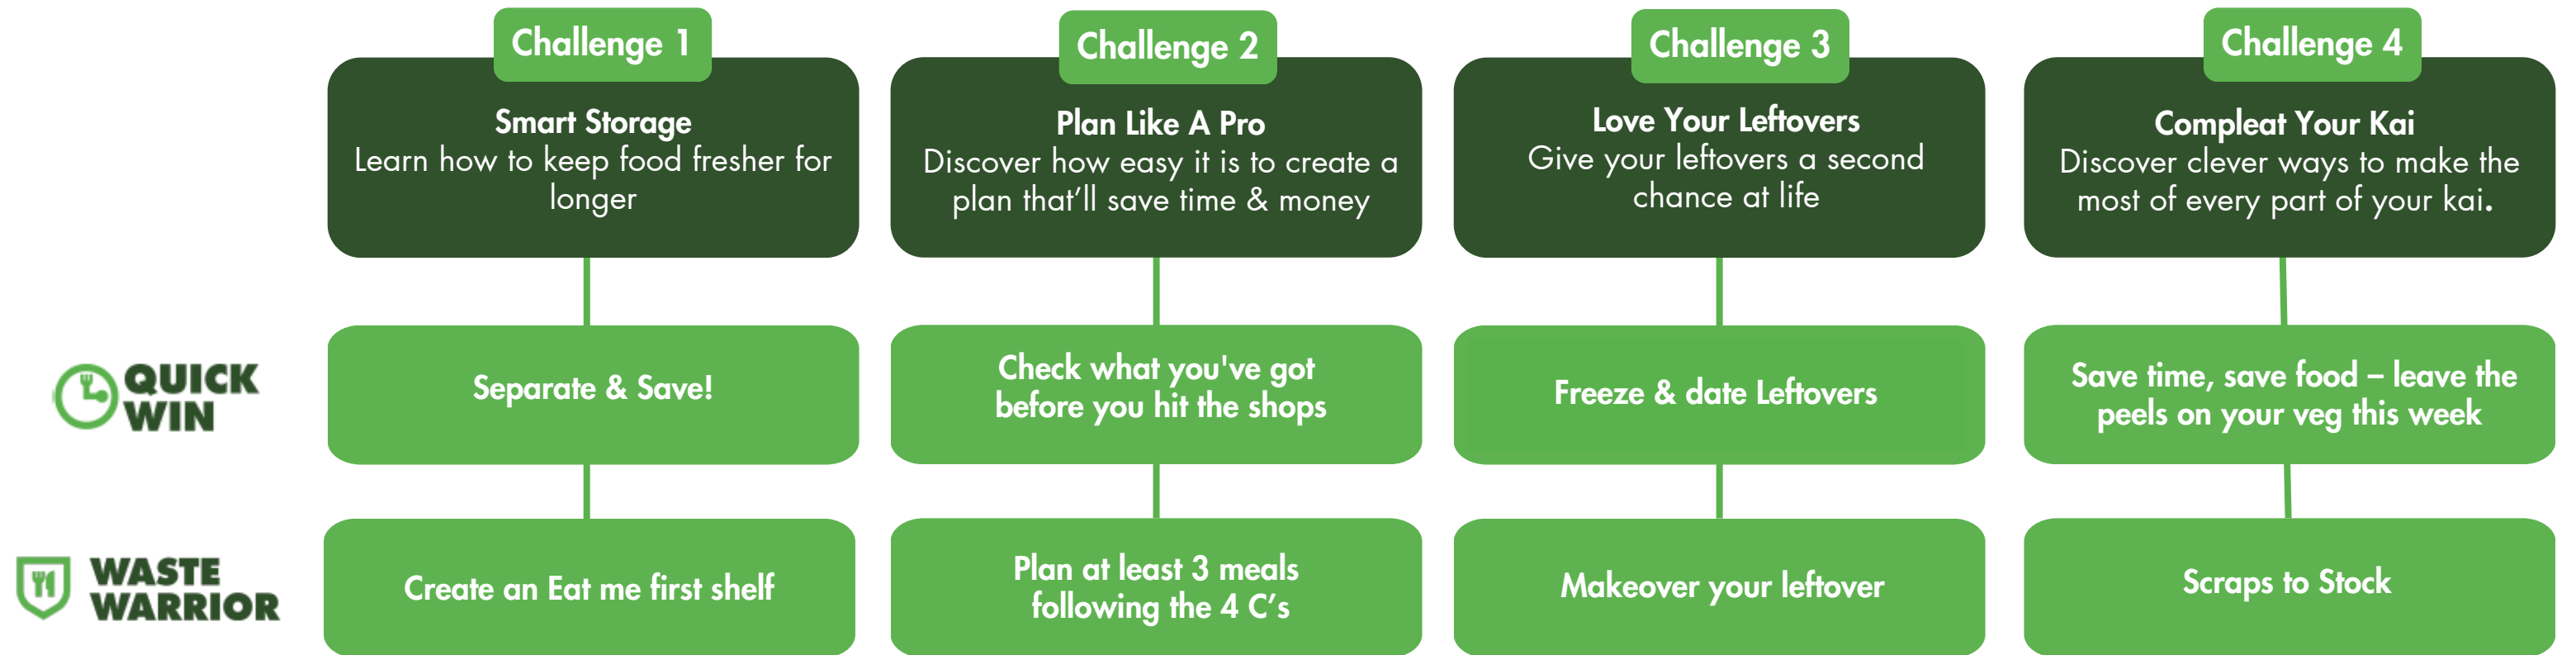 Challenge 1
Smart Storage
Learn how to keep food fresher for
longer
Challenge 2
Plan Like A Pro
Discover how easy it is to create a
plan that'll save time & money
Challenge 3
Love Your Leftovers
Give your leftovers a second
chance at life
Challenge 4
Compleat Your Kai
Discover clever ways to make the
most of every part of your kai.
QUICK
WIN
Separate & Save!
Check what you've got
before you hit the shops
Freeze & date Leftovers
Save time, save food – leave the
peels on your veg this week
WASTE
WARRIOR
Create an Eat me first shelf
Plan at least 3 meals
following the 4 C’s
Makeover your leftover
Scraps to Stock